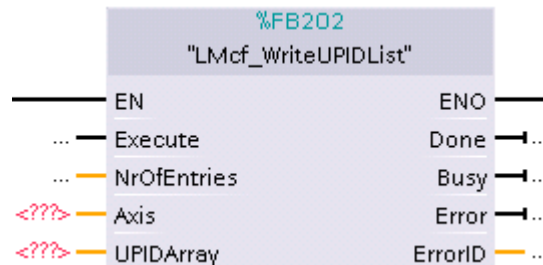 %FB202
"LMcf_WriteUPIDList"
EN ENO
... Execute Done ...
... NrOfEntries Busy ...
<???> Axis Error ...
<???> UPIDArray ErrorID ...